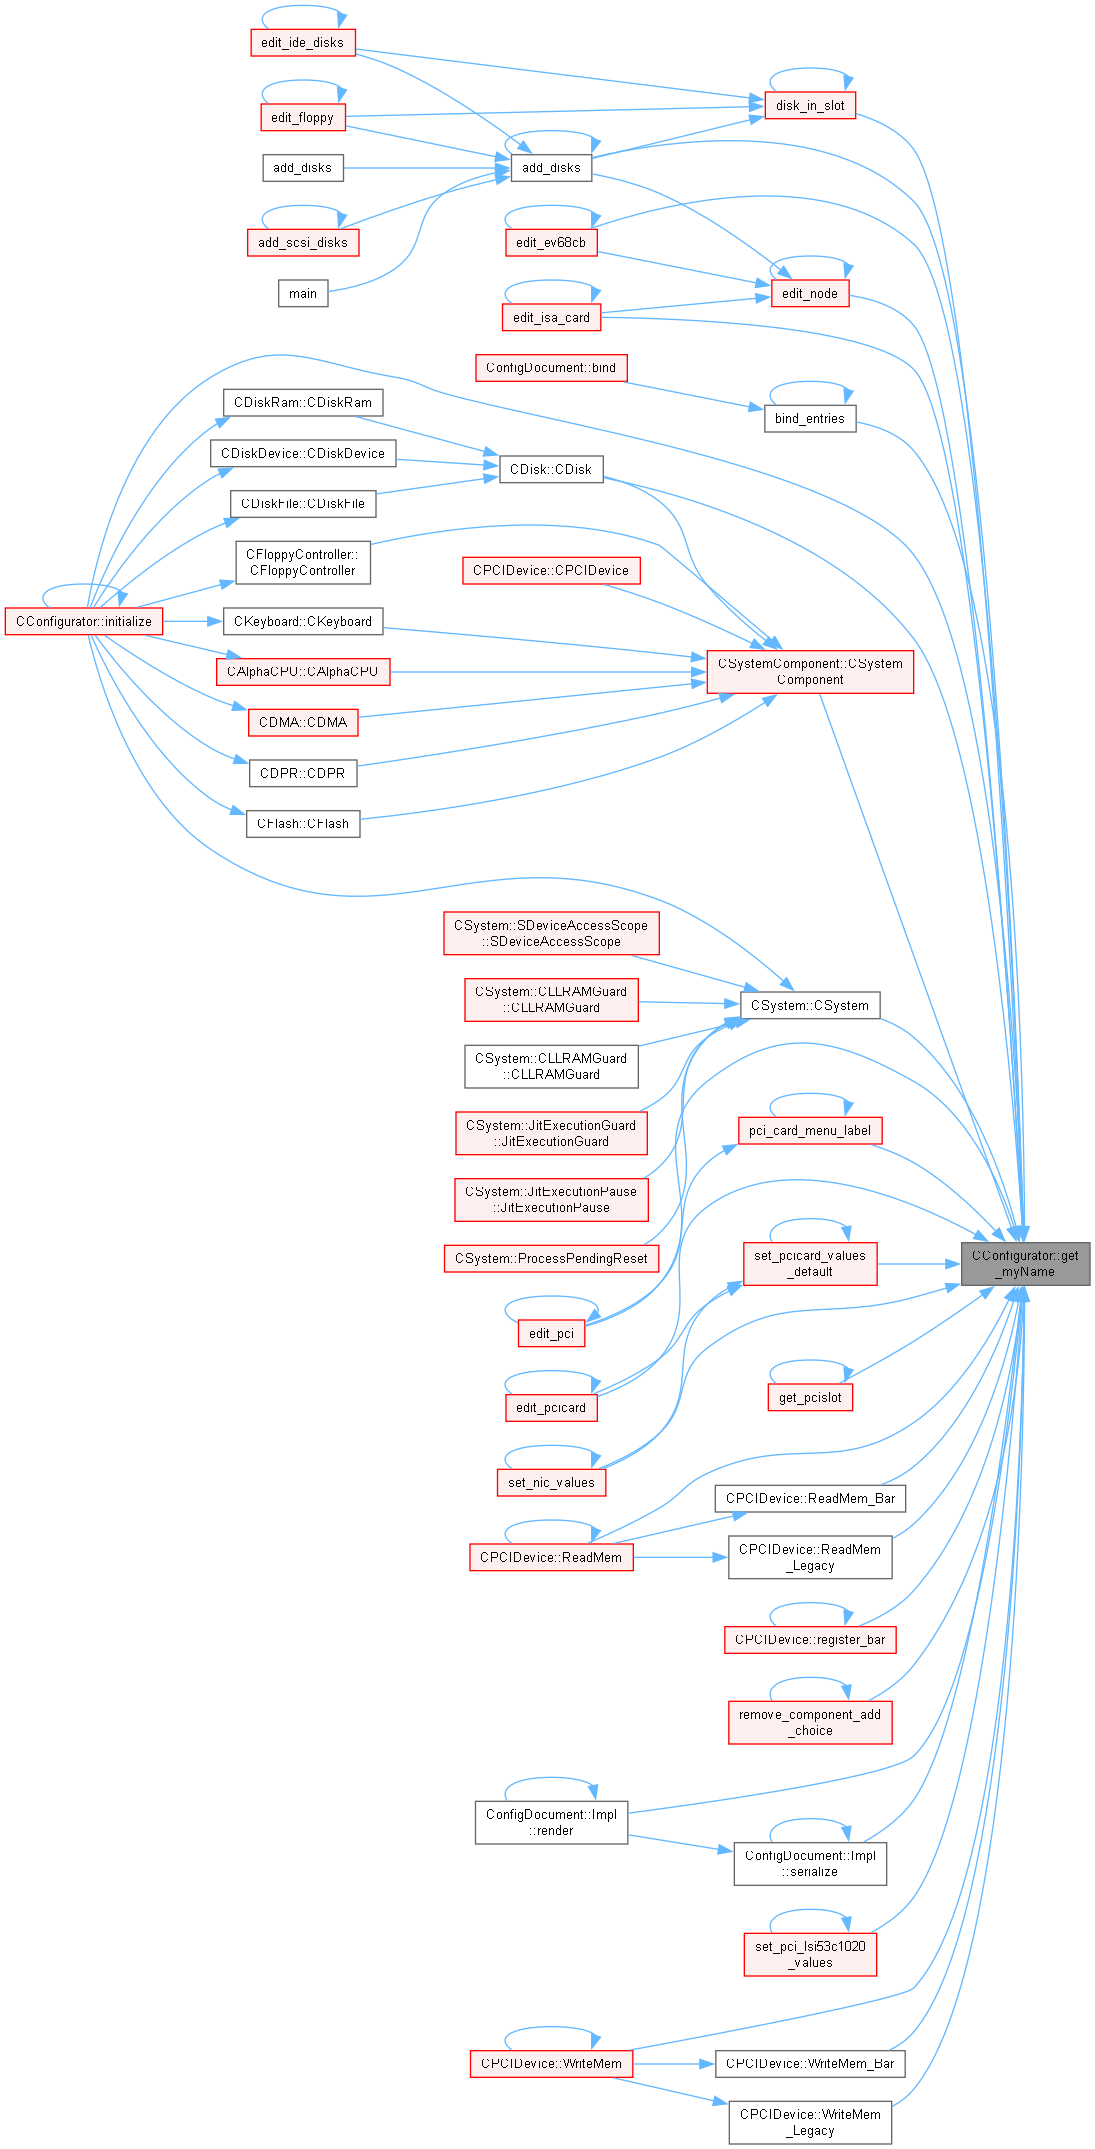 edit_ide_disks
disk_in_slot
edit_floppy
add_disks
add_disks
add_scsi_disks
edit_ev68cb
main
edit_node
edit_isa_card
ConfigDocument::bind
CDiskRam::CDiskRam
bind_entries
CDiskDevice::CDiskDevice
CDisk::CDisk
CDiskFile::CDiskFile
CFloppyController::
CFloppyController
CPCIDevice::CPCIDevice
CConfigurator::initialize
CKeyboard::CKeyboard
CAlphaCPU::CAlphaCPU
CSystemComponent::CSystem
Component
CDMA::CDMA
CDPR::CDPR
CFlash::CFlash
CSystem::SDeviceAccessScope
::SDeviceAccessScope
CSystem::CLLRAMGuard
::CLLRAMGuard
CSystem::CSystem
CSystem::CLLRAMGuard
::CLLRAMGuard
CSystem::JitExecutionGuard
::JitExecutionGuard
pci_card_menu_label
CSystem::JitExecutionPause
::JitExecutionPause
CSystem::ProcessPendingReset
set_pcicard_values
_default
CConfigurator::get
_myName
edit_pci
edit_pcicard
get_pcislot
set_nic_values
CPCIDevice::ReadMem_Bar
CPCIDevice::ReadMem
CPCIDevice::ReadMem
_Legacy
CPCIDevice::register_bar
remove_component_add
_choice
ConfigDocument::Impl
::render
ConfigDocument::Impl
::serialize
set_pci_lsi53c1020
_values
CPCIDevice::WriteMem
CPCIDevice::WriteMem_Bar
CPCIDevice::WriteMem
_Legacy